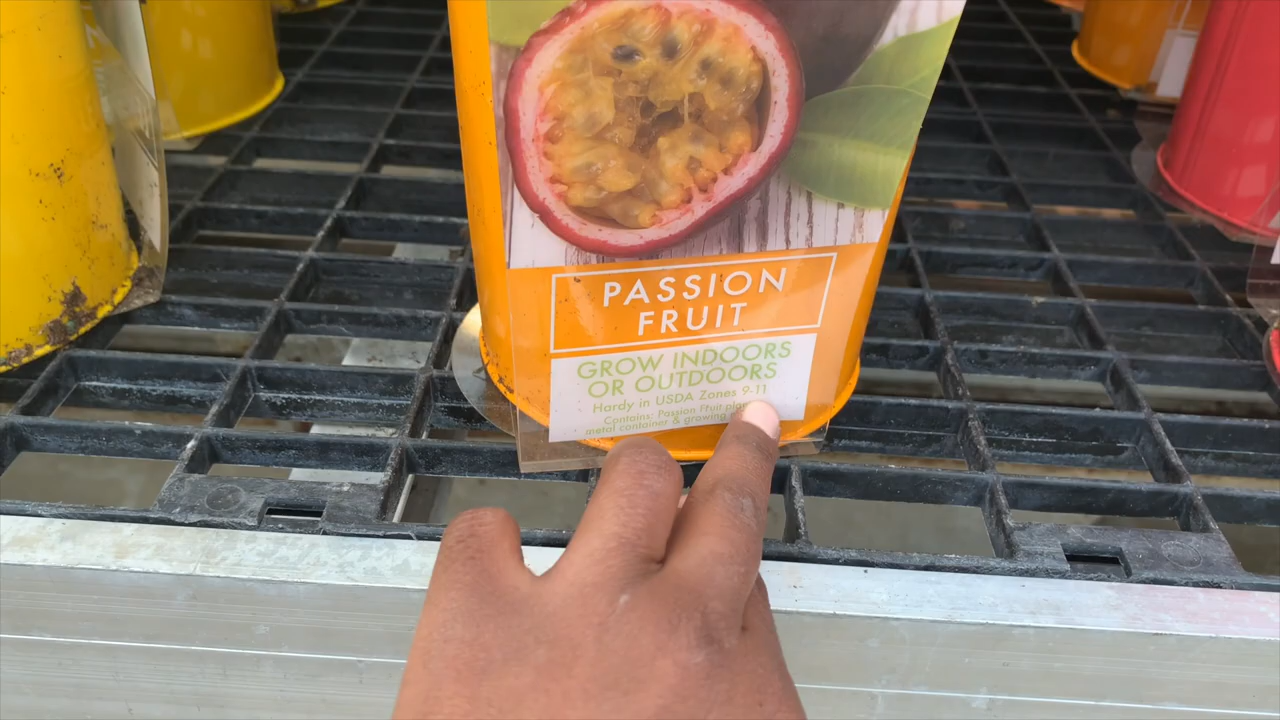 PASSION
FRUIT
GROW INDOORS
OR OUTDOORS
Hardy in USDA Zones 9-11
Contains: Passion Fruit
metal container & growing